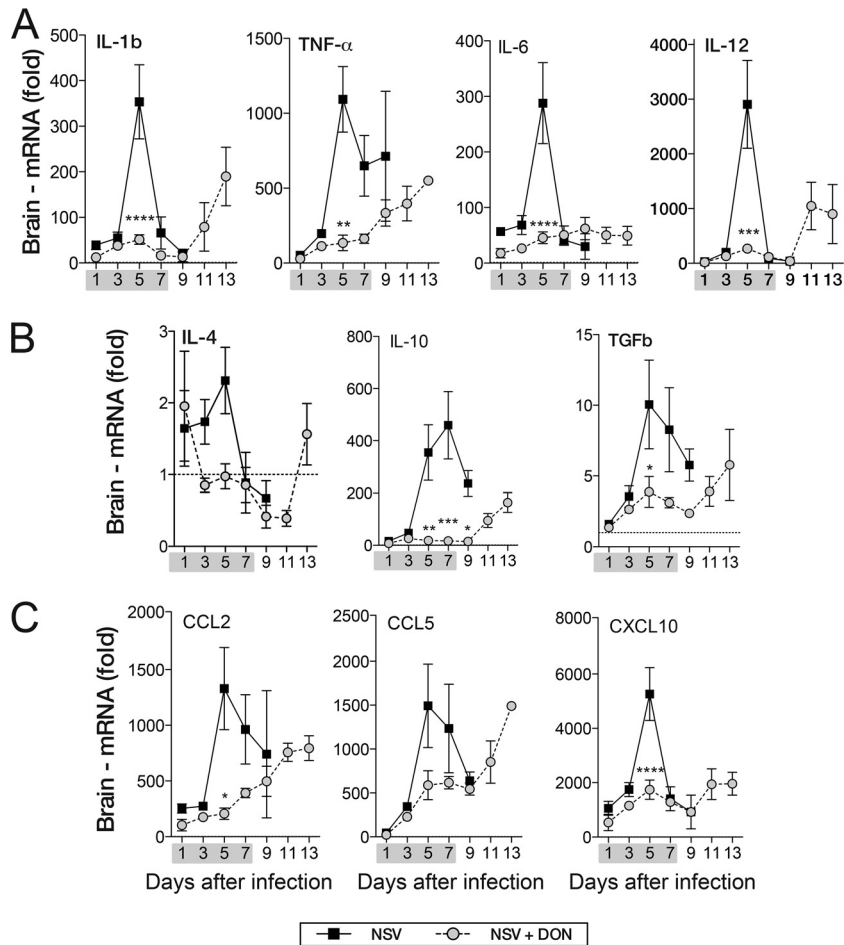 A
IL-1b
TNF-α
IL-6
IL-12
Brain - mRNA (fold)
500
400
300
200
100
0
****
1 3 5 7 9 11 13
1500
1000
500
0
**
1 3 5 7 9 11 13
400
300
200
100
0
****
1 3 5 7 9 11 13
4000
3000
2000
1000
0
***
1 3 5 7 9 11 13
B
IL-4
IL-10
TGFb
Brain - mRNA (fold)
3
2
1
0
1 3 5 7 9 11 13
800
600
400
200
0
** *** *
1 3 5 7 9 11 13
15
10
5
0
*
1 3 5 7 9 11 13
C
CCL2
CCL5
CXCL10
Brain - mRNA (fold)
2000
1500
1000
500
0
*
1 3 5 7 9 11 13
2500
2000
1500
1000
500
0
1 3 5 7 9 11 13
8000
6000
4000
2000
0
****
1 3 5 7 9 11 13
Days after infection
Days after infection
Days after infection
NSV NSV + DON